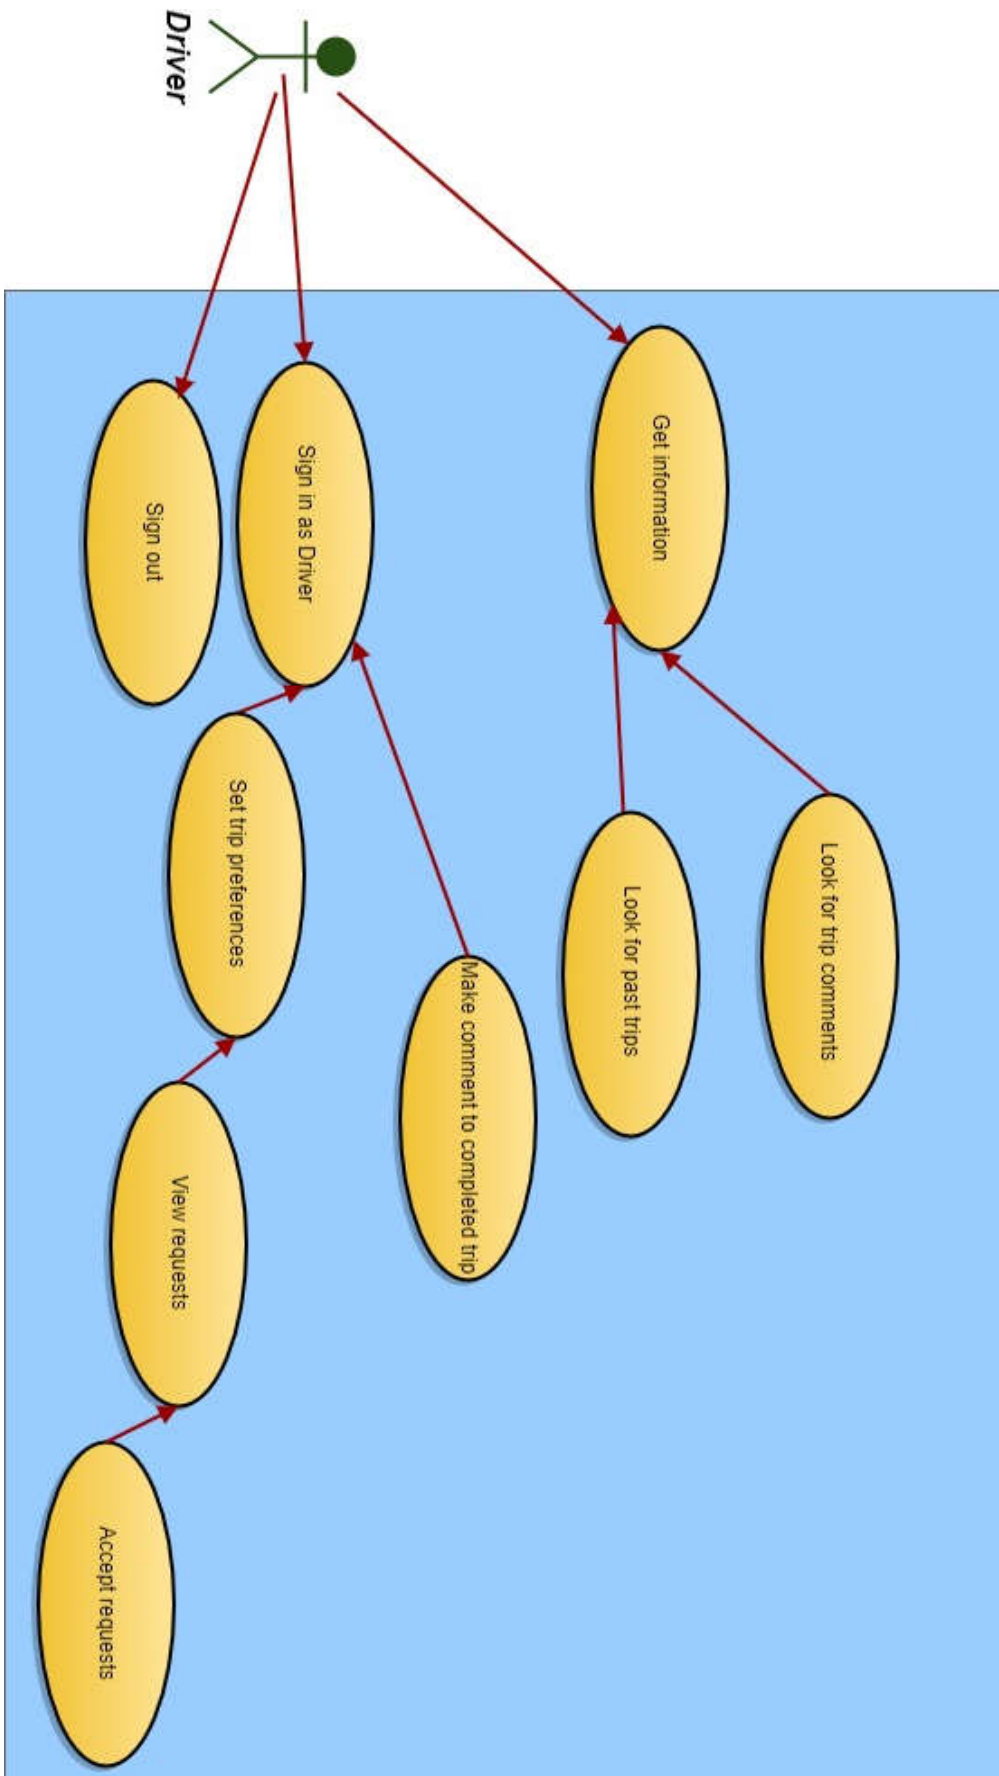 Look for trip comments
Get information
Look for past trips
Make comment to completed trip
Sign in as Driver
Set trip preferences
View requests
Driver
Sign out
Accept requests